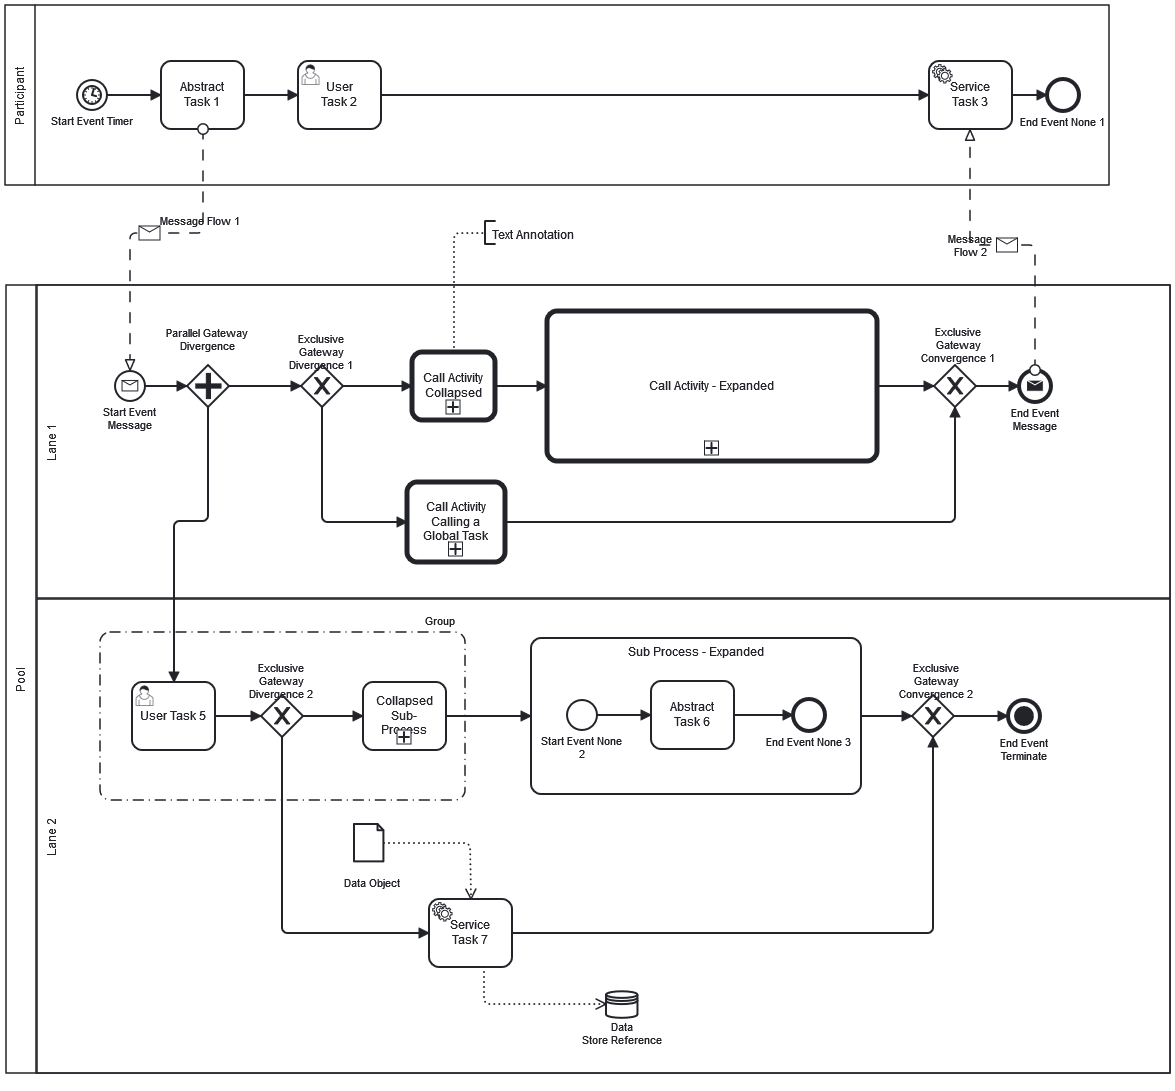 Participant
Start Event Timer
Abstract
Task 1
User
Task 2
Service
Task 3
End Event None 1
Message Flow 1
Text Annotation
Message
Flow 2
Pool
Lane 1
Start Event
Message
Parallel Gateway
Divergence
Exclusive
Gateway
Divergence 1
Call Activity
Collapsed
Call Activity - Expanded
Exclusive
Gateway
Convergence 1
End Event
Message
Call Activity
Calling a
Global Task
Lane 2
Group
User Task 5
Exclusive
Gateway
Divergence 2
Collapsed
Sub-
Process
Sub Process - Expanded
Start Event None
2
Abstract
Task 6
End Event None 3
Exclusive
Gateway
Convergence 2
End Event
Terminate
Data Object
Service
Task 7
Data
Store Reference